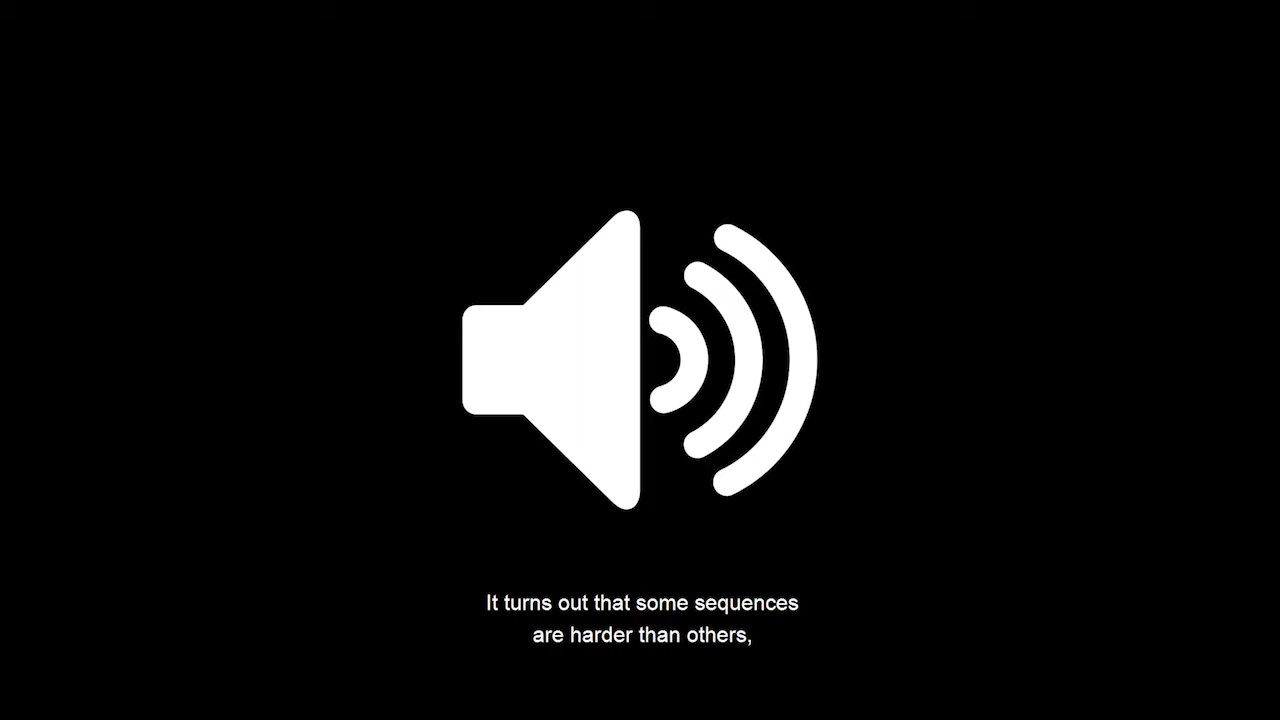 It turns out that some sequences
are harder than others,